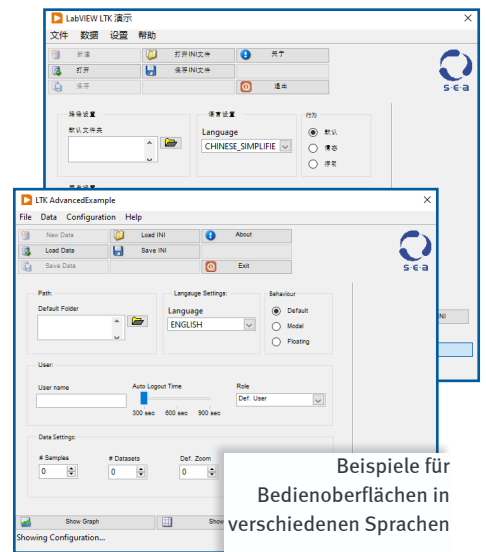 LabVIEW LTK 演示
文件 数据 设置 帮助
新建 打开INI文件 关于
打开 保存INI文件
保存 退出
s·e·a
路径设置 语言设置 行为
默认文件夹
Language
CHINESE_SIMPLIFIE
默认
浮动
LTK AdvancedExample
File Data Configuration Help
New Data Load INI About
Load Data Save INI
Save Data Exit
s·e·a
NI
Path: Langauge Settings: Behaviour
Default Folder
Language
ENGLISH
Default
Modal
Floating
User:
User name Auto Logout Time Role
Def. User
300 sec 600 sec 900 sec
Data Settings:
# Samples # Datasets Def. Zoom
0 0 0
Show Graph Show
Showing Configuration...
Beispiele für
Bedienoberflächen in
verschiedenen Sprachen